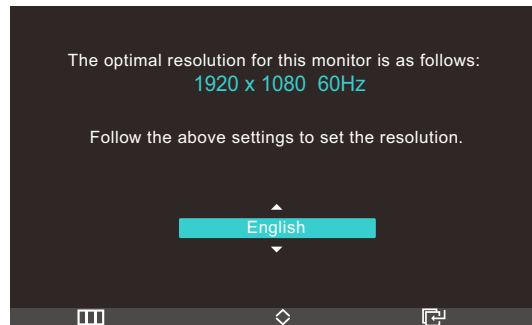 The optimal resolution for this monitor is as follows:
1920 x 1080 60Hz
Follow the above settings to set the resolution.
English